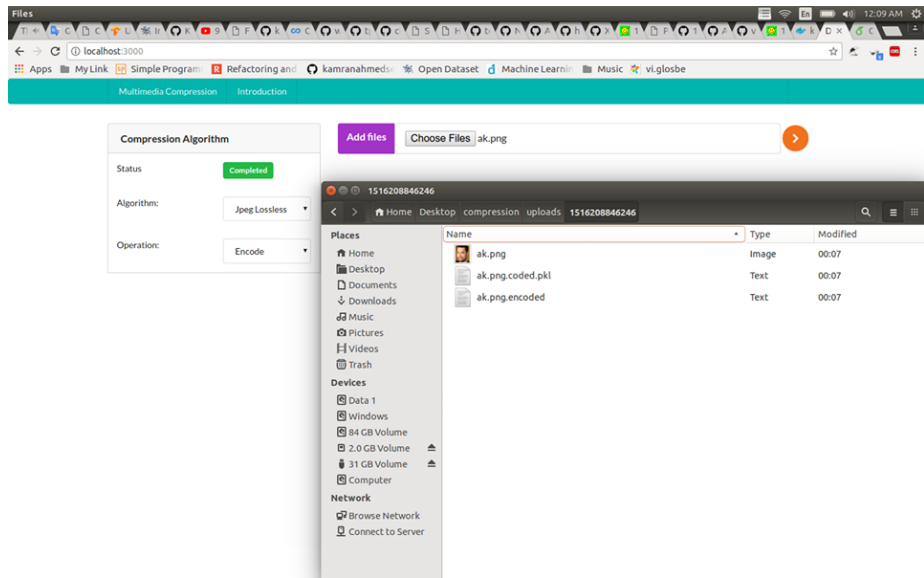 Files
En
12:09 AM
localhost:3000
Apps
My Link
Simple Program
Refactoring and
kamranahmedse
Open Dataset
Machine Learnin
Music
vi.glosbe
Multimedia Compression
Introduction
Compression Algorithm
Status
Completed
Algorithm:
Jpeg Lossless
Operation:
Encode
Add files
Choose Files
ak.png
1516208846246
Home
Desktop
compression
uploads
1516208846246
Places
Home
Desktop
Documents
Downloads
Music
Pictures
Videos
Trash
Devices
Data 1
Windows
84 GB Volume
2.0 GB Volume
31 GB Volume
Computer
Network
Browse Network
Connect to Server
Name
Type
Modified
ak.png
Image
00:07
ak.png.coded.pkl
Text
00:07
ak.png.encoded
Text
00:07